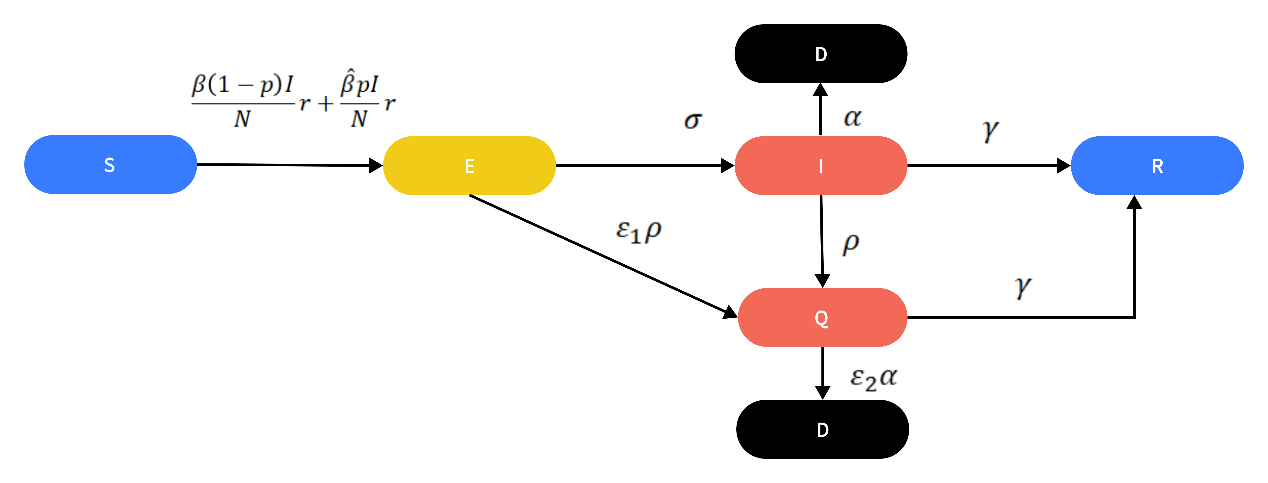 D
β(1 − p)I/N r + β̂pI/N r
σ
α
γ
S
E
I
R
ε₁ρ
ρ
γ
Q
ε₂α
D